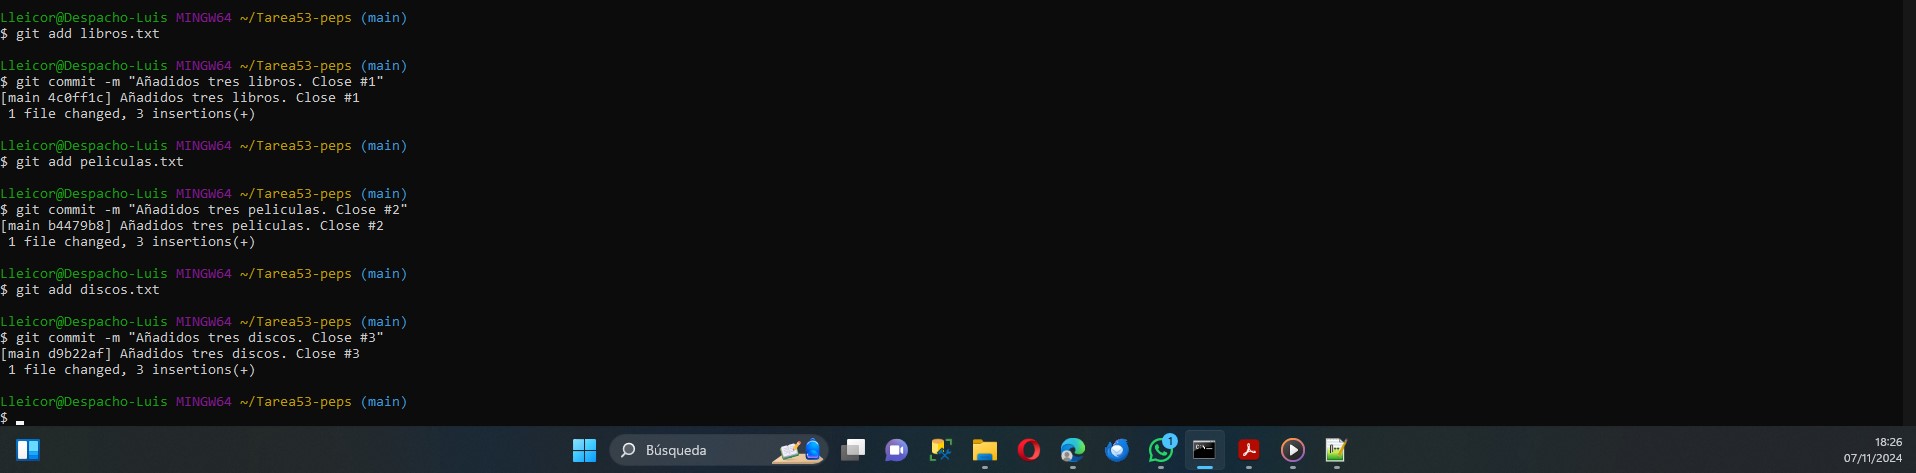 Lleicor@Despacho-Luis MINGW64 ~/Tarea53-peps (main)
$ git add libros.txt
Lleicor@Despacho-Luis MINGW64 ~/Tarea53-peps (main)
$ git commit -m "Añadidos tres libros. Close #1"
[main 4c0ff1c] Añadidos tres libros. Close #1
1 file changed, 3 insertions(+)
Lleicor@Despacho-Luis MINGW64 ~/Tarea53-peps (main)
$ git add peliculas.txt
Lleicor@Despacho-Luis MINGW64 ~/Tarea53-peps (main)
$ git commit -m "Añadidos tres peliculas. Close #2"
[main b4479b8] Añadidos tres peliculas. Close #2
1 file changed, 3 insertions(+)
Lleicor@Despacho-Luis MINGW64 ~/Tarea53-peps (main)
$ git add discos.txt
Lleicor@Despacho-Luis MINGW64 ~/Tarea53-peps (main)
$ git commit -m "Añadidos tres discos. Close #3"
[main d9b22af] Añadidos tres discos. Close #3
1 file changed, 3 insertions(+)
Lleicor@Despacho-Luis MINGW64 ~/Tarea53-peps (main)
$
Búsqueda
1
18:26
07/11/2024